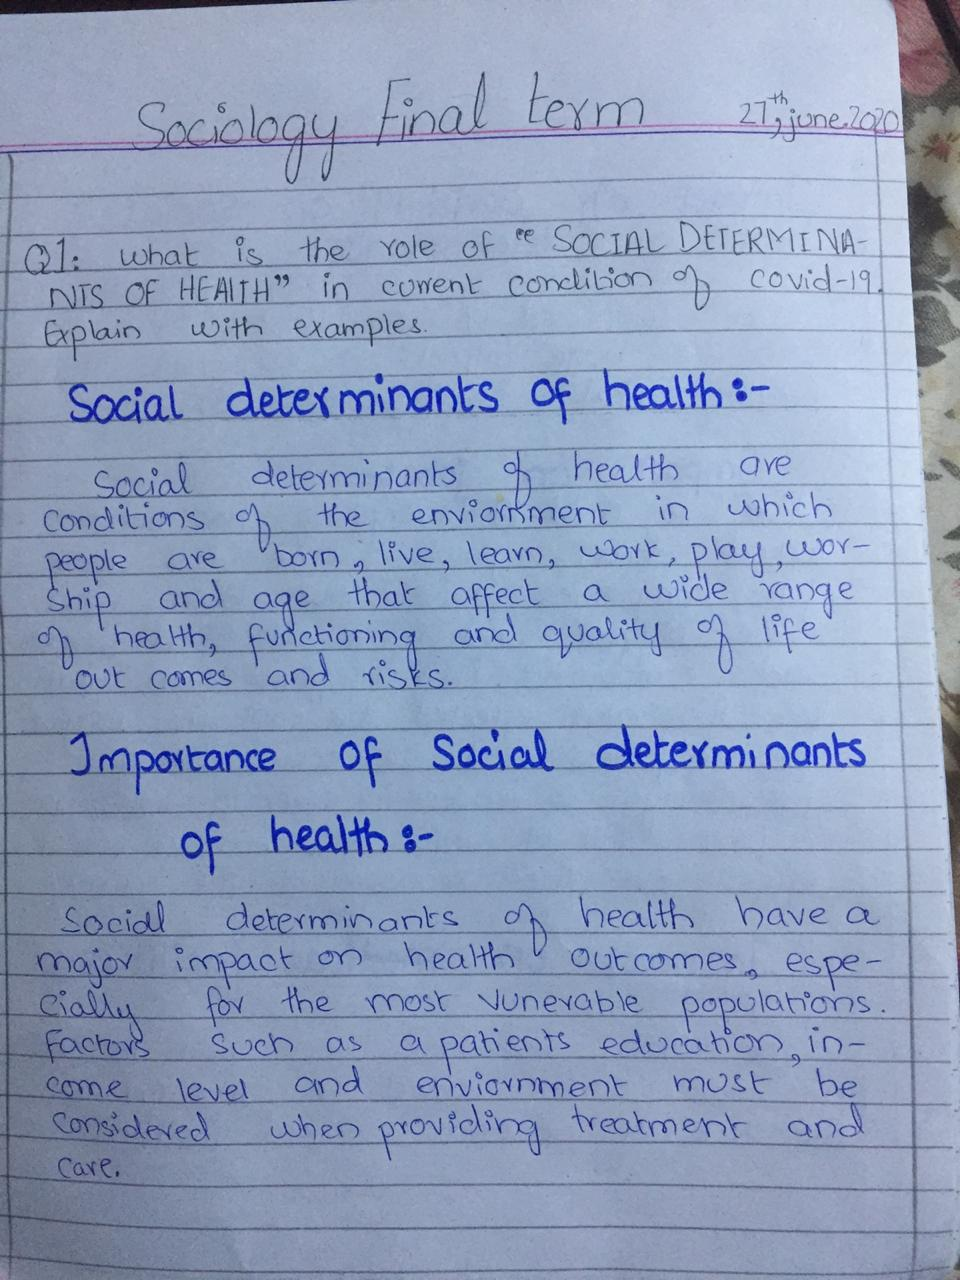 Sociology Final term
27th, june,2020
Q1: what is the role of "SOCIAL DETERMINA-
NTS OF HEALTH" in current condition of covid-19.
Explain with examples.
Social determinants of health:-
Social determinants of health are
conditions of the enviornment in which
people are born, live, learn, work, play, wor-
ship and age that affect a wide range
of health, functioning and quality of life
out comes and risks.
Importance of Social determinants
of health:-
Social determinants of health have a
major impact on health outcomes, espe-
cially for the most vunerable populations.
Factors such as a patients education, in-
come level and enviornment must be
considered when providing treatment and
care.